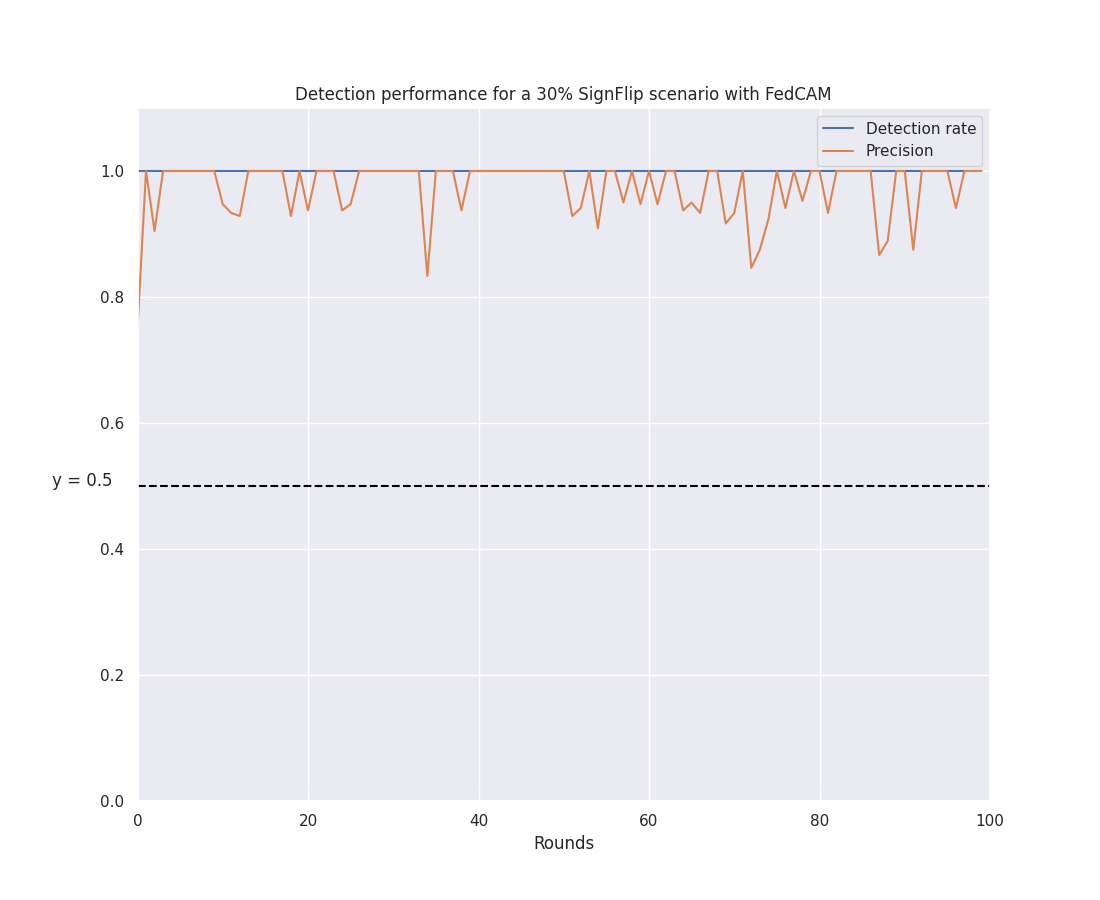 Detection performance for a 30% SignFlip scenario with FedCAM
Detection rate
Precision
1.0
0.8
0.6
y = 0.5
0.4
0.2
0.0
0 20 40 60 80 100
Rounds